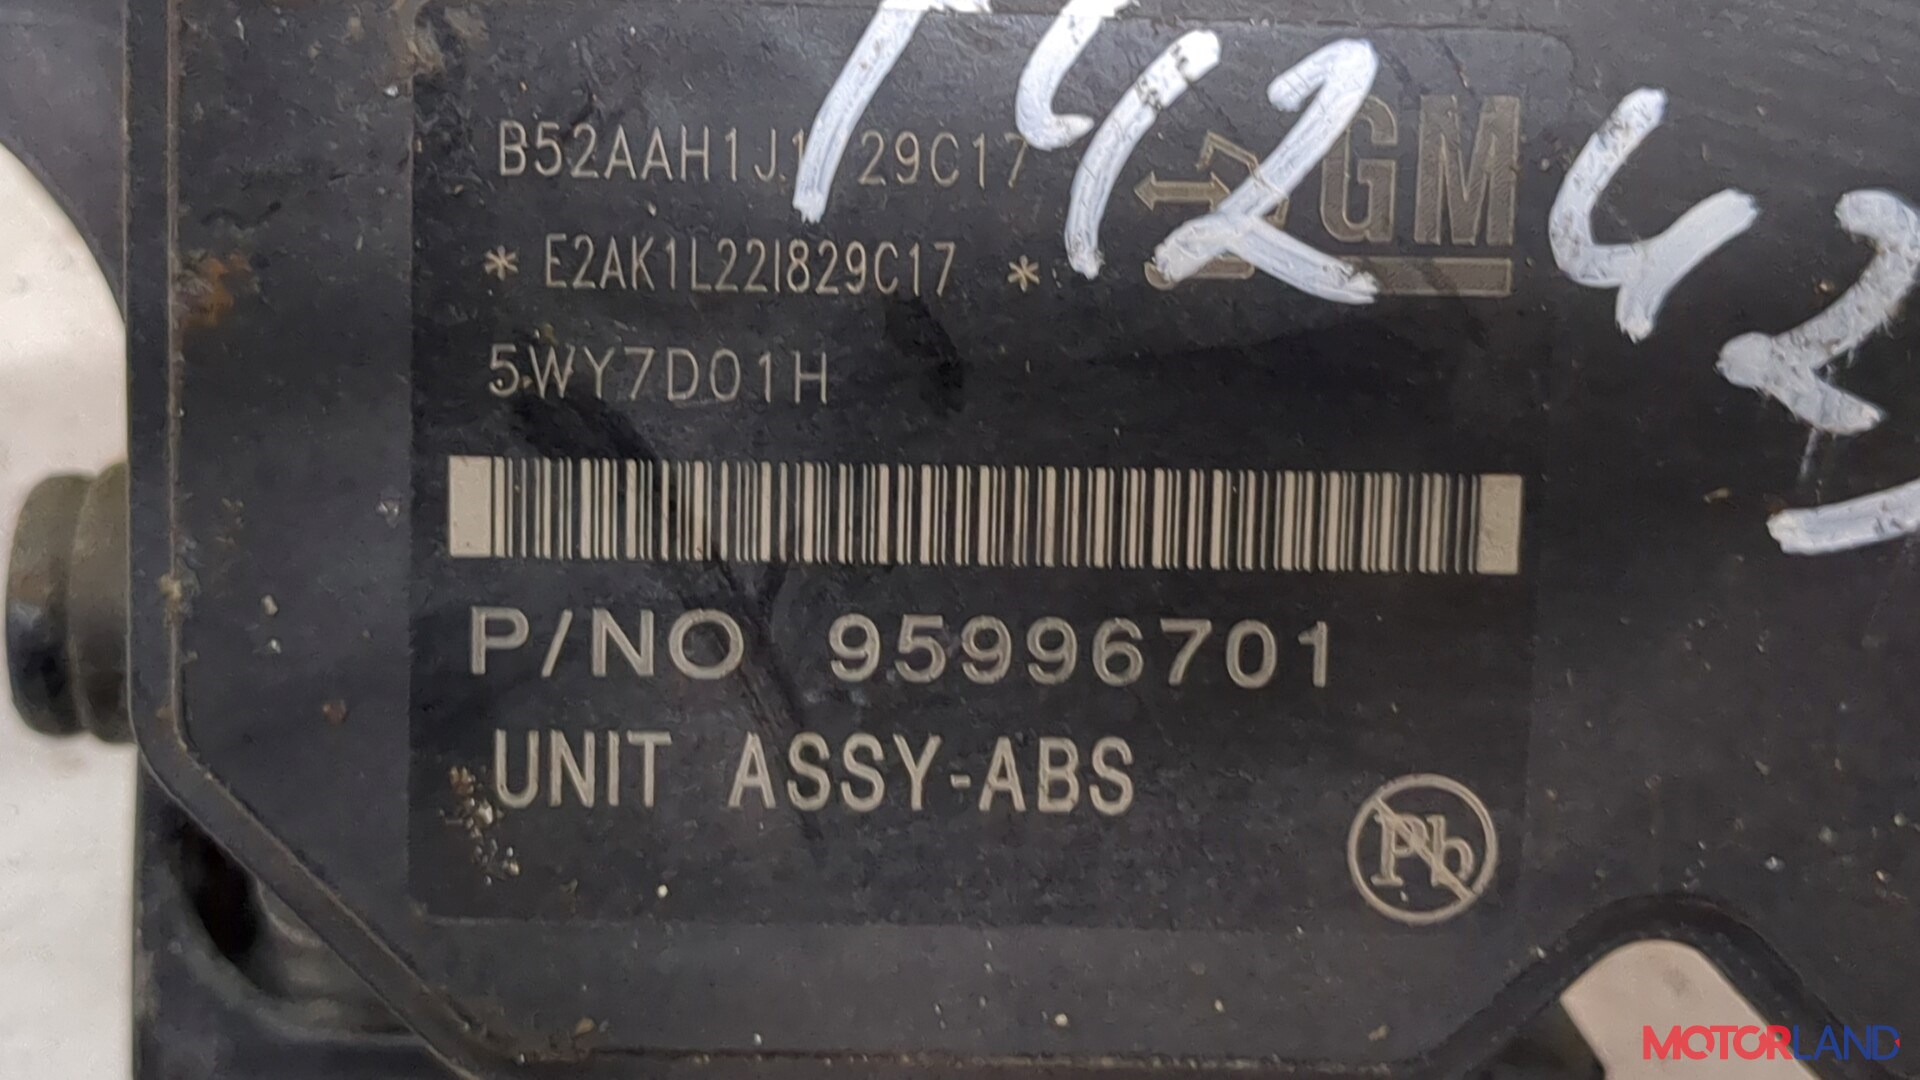 B52AAH1J1 29C17
GM
* E2AK1L22I829C17 *
5WY7D01H
P/NO 95996701
UNIT ASSY-ABS
Pb
MOTORLAND